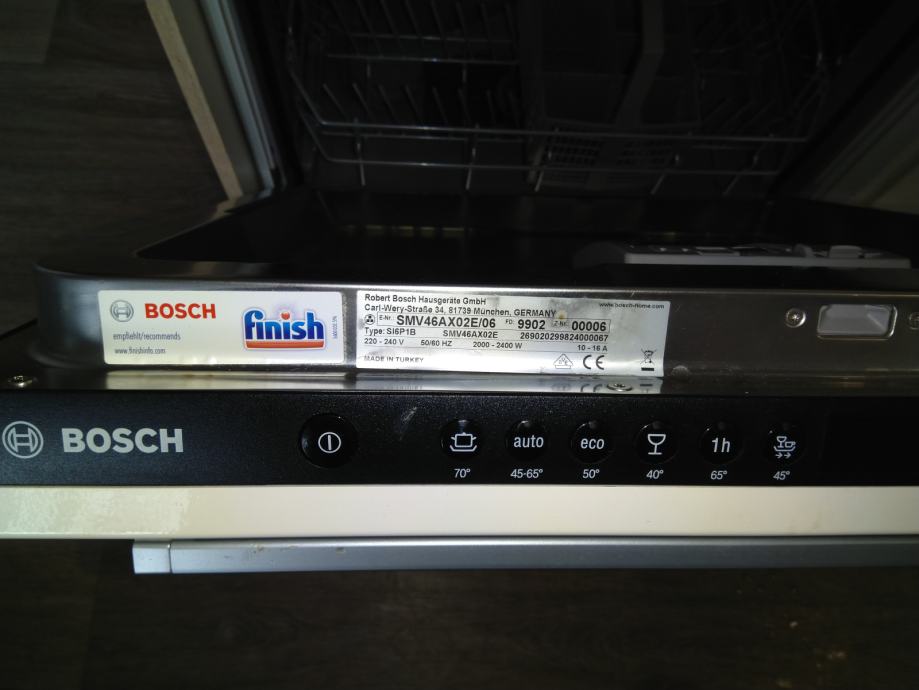 BOSCH
empfiehlt/recommends
www.finishinfo.com
finish
Robert Bosch Hausgeräte GmbH
www.bosch-home.com
Carl-Wery-Straße 34, 81739 München, GERMANY
E-Nr. SMV46AX02E/06 FD: 9902 Z-Nr. 00006
Type: SI6P1B SMV46AX02E 269020299824000067
220 - 240 V 50/60 HZ 2000 - 2400 W 10 - 16 A
MADE IN TURKEY
CE
BOSCH
auto eco 1h
70° 45-65° 50° 40° 65° 45°